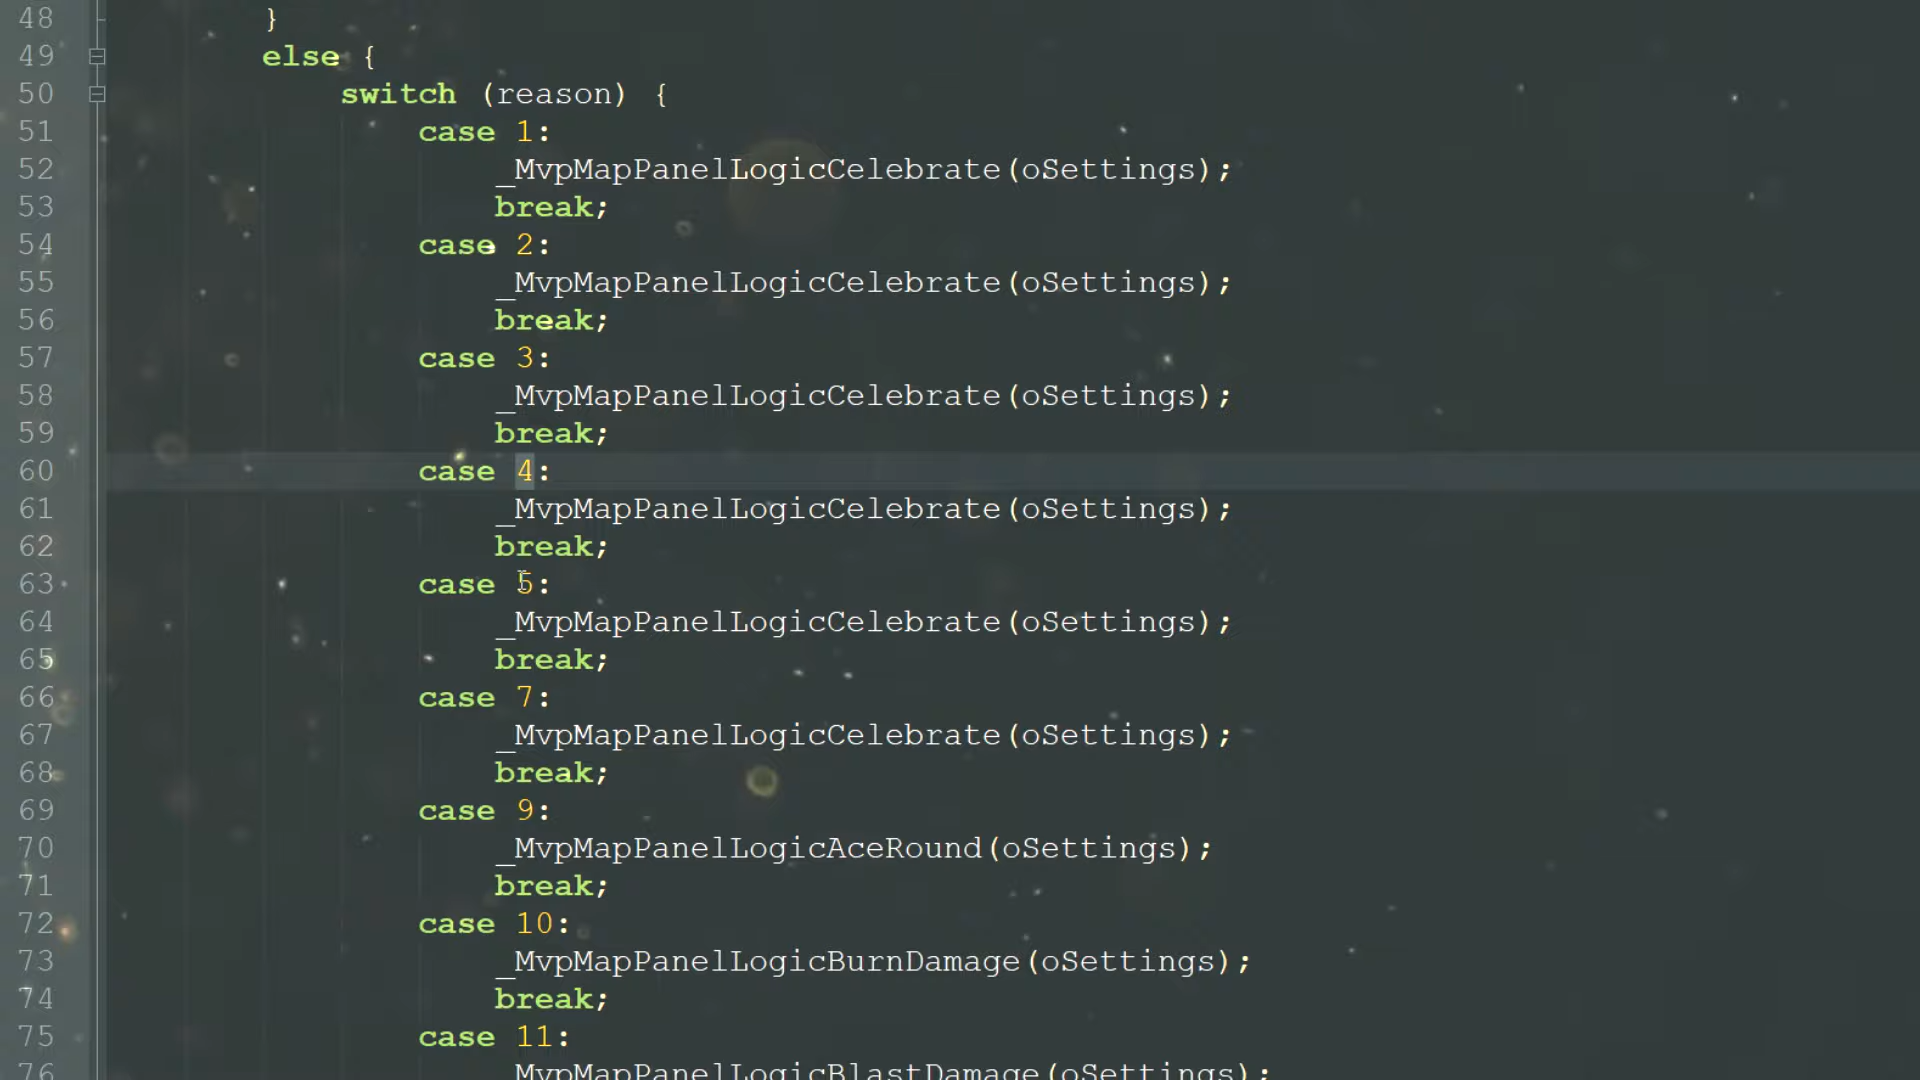 48 }
49 else {
50 switch (reason) {
51 case 1:
52 _MvpMapPanelLogicCelebrate(oSettings);
53 break;
54 case 2:
55 _MvpMapPanelLogicCelebrate(oSettings);
56 break;
57 case 3:
58 _MvpMapPanelLogicCelebrate(oSettings);
59 break;
60 case 4:
61 _MvpMapPanelLogicCelebrate(oSettings);
62 break;
63 case 5:
64 _MvpMapPanelLogicCelebrate(oSettings);
65 break;
66 case 7:
67 _MvpMapPanelLogicCelebrate(oSettings);
68 break;
69 case 9:
70 _MvpMapPanelLogicAceRound(oSettings);
71 break;
72 case 10:
73 _MvpMapPanelLogicBurnDamage(oSettings);
74 break;
75 case 11:
76 MvpMapPanelLogicBlastDamage(oSettings);